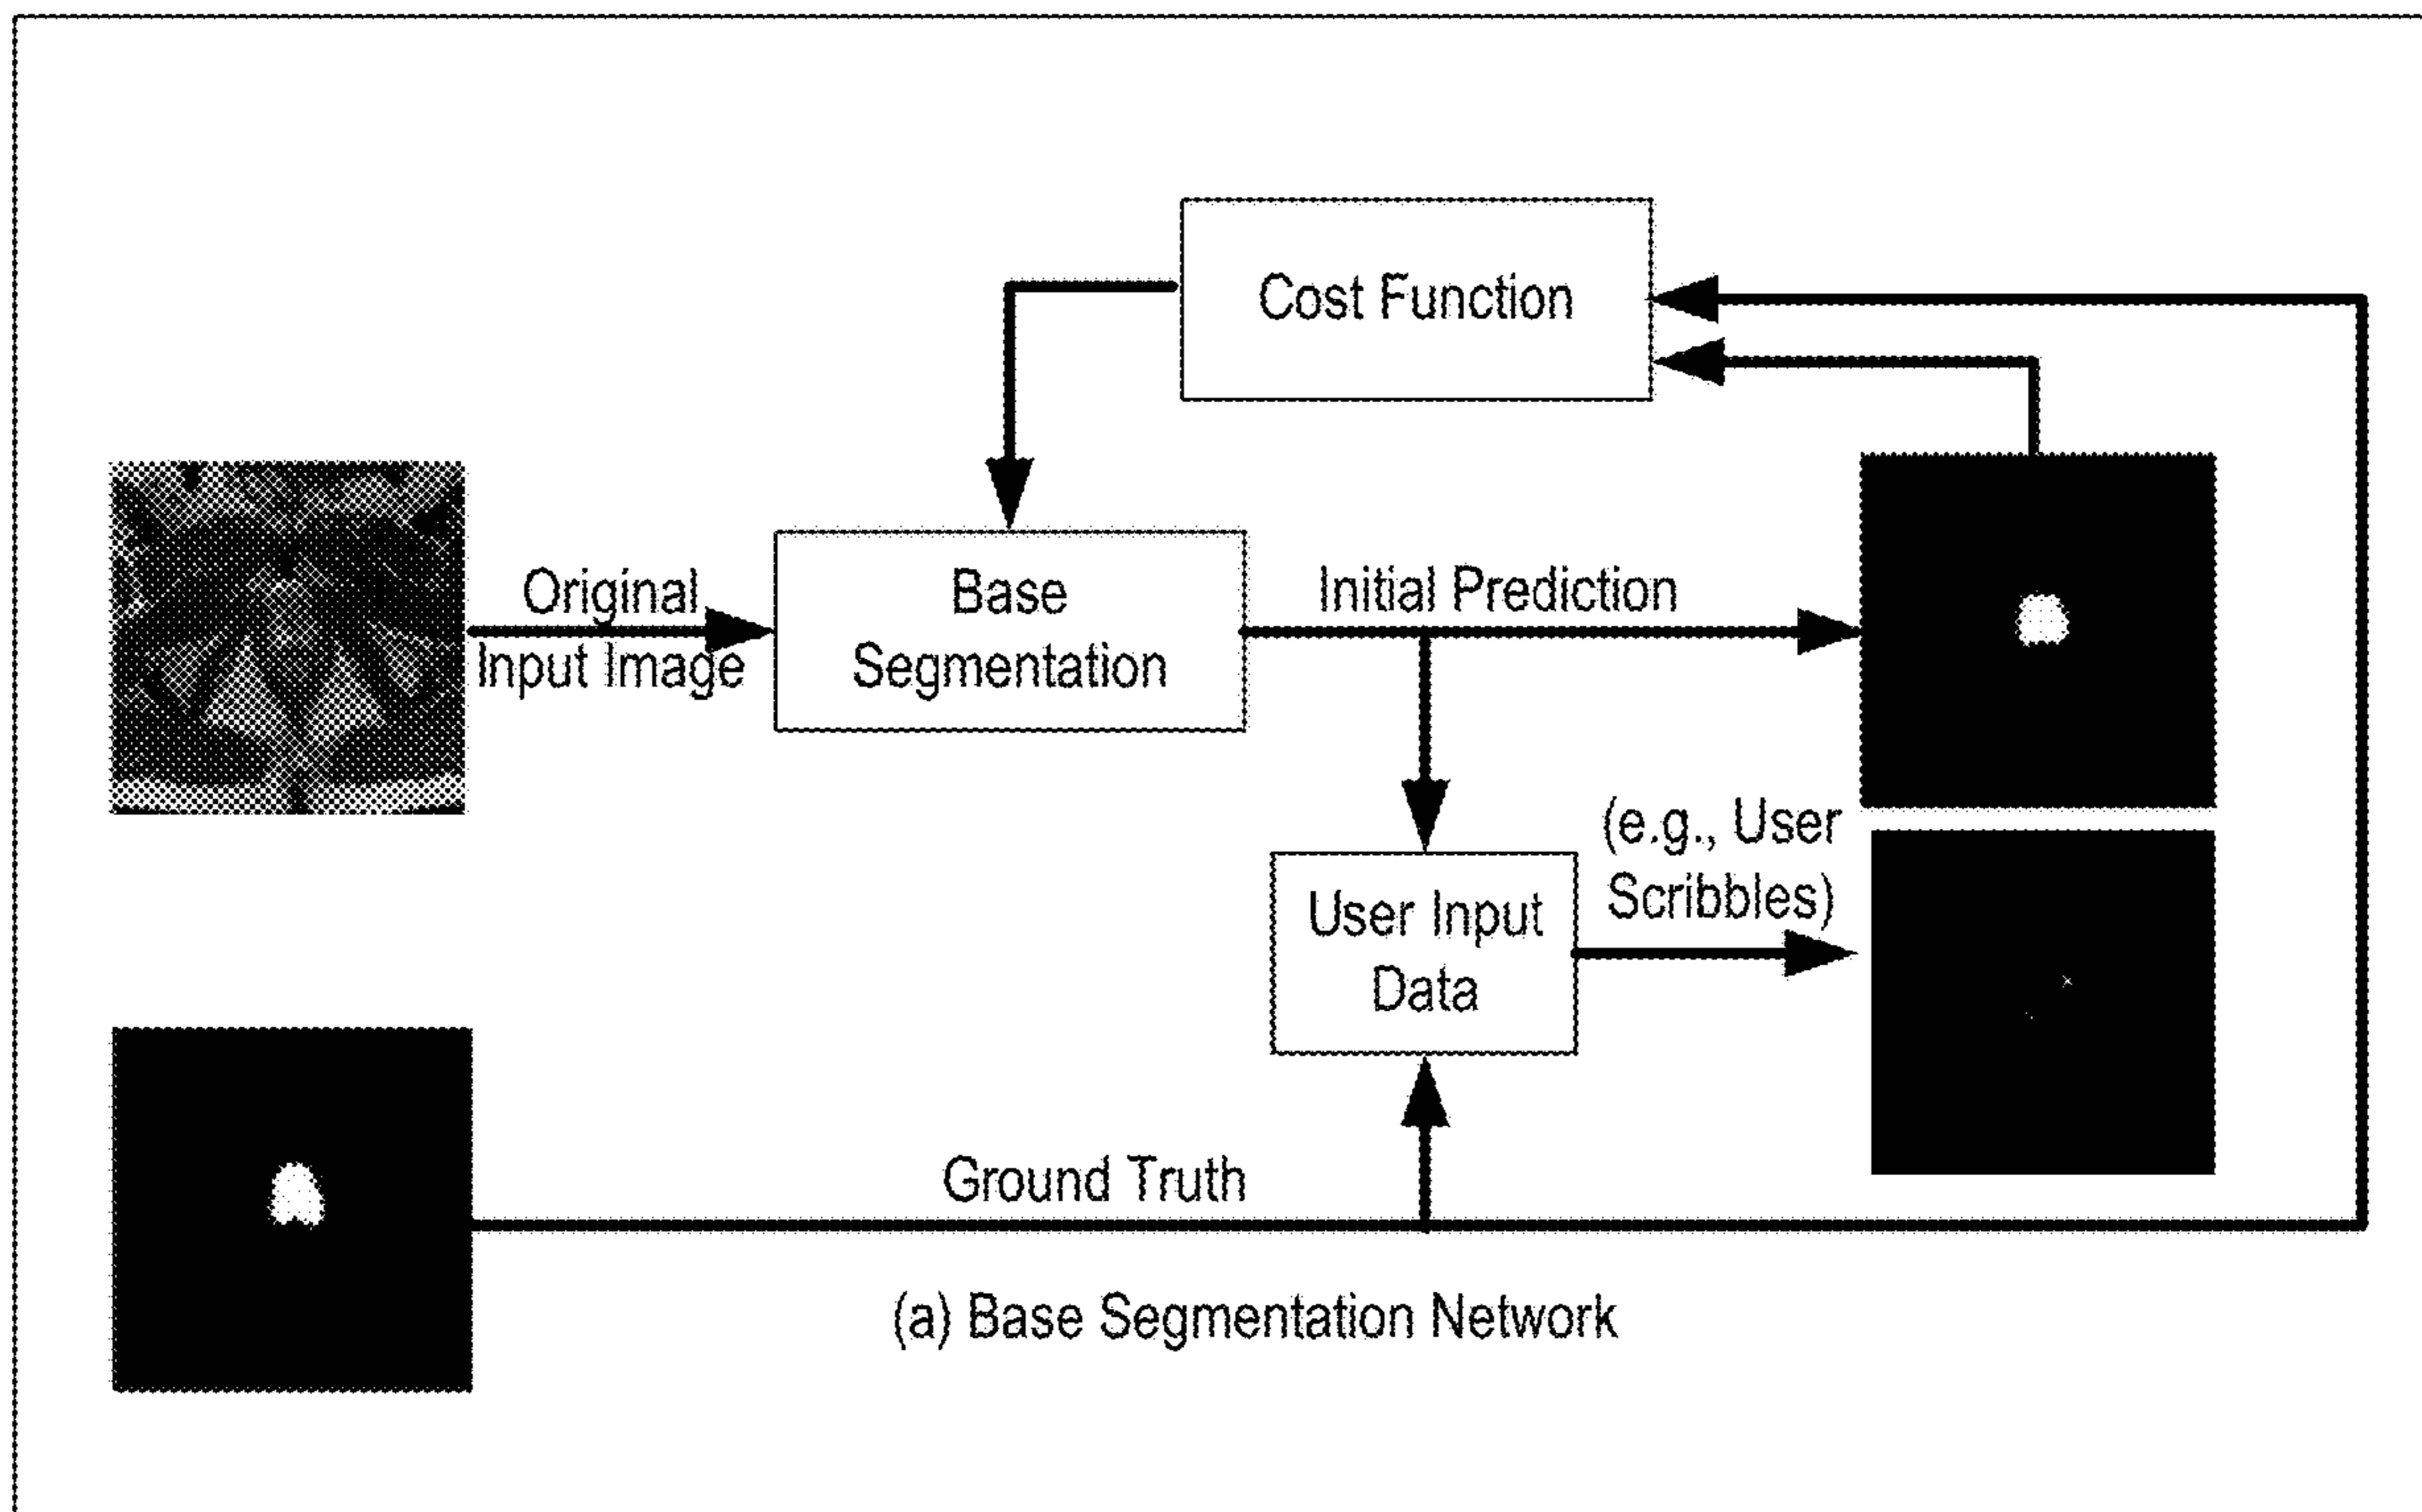 Cost Function
Original
Input Image
Base
Segmentation
Initial Prediction
(e.g., User
Scribbles)
User Input
Data
Ground Truth
(a) Base Segmentation Network